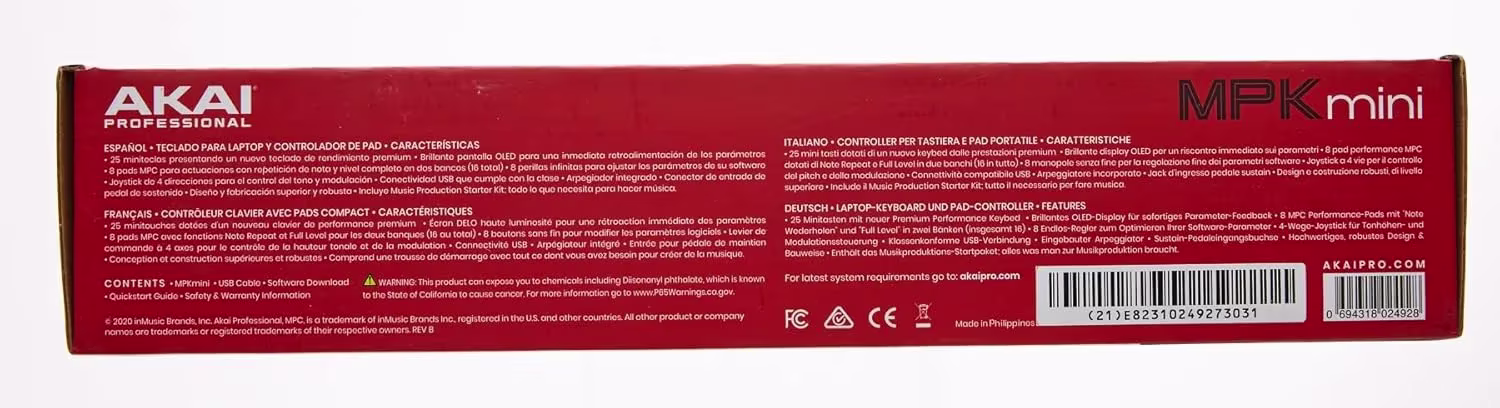 AKAI
PROFESSIONAL
MPK mini
ESPAÑOL • TECLADO PARA LAPTOP Y CONTROLADOR DE PAD • CARACTERÍSTICAS
• 25 miniteclas presentando un nuevo teclado de rendimiento premium • Brillante pantalla OLED para una inmediata retroalimentación de los parámetros
• 8 pads MPC para actuaciones con repetición de nota y nivel completo en dos bancos (16 total) • 8 perillas infinitas para ajustar los parámetros de su software
• Joystick de 4 direcciones para el control del tono y modulación • Conectividad USB que cumple con la clase • Arpegiador integrado • Conector de entrada de
pedal de sostenido • Diseño y fabricación superior y robusta • Incluye Music Production Starter Kit; todo lo que necesita para hacer música.
FRANÇAIS • CONTRÔLEUR CLAVIER AVEC PADS COMPACT • CARACTÉRISTIQUES
• 25 minitouches dotées d'un nouveau clavier de performance premium • Écran DELO haute luminosité pour une rétroaction immédiate des paramètres
• 8 pads MPC avec fonctions Note Repeat et Full Level pour les deux banques (16 au total) • 8 boutons sans fin pour modifier les paramètres logiciels • Levier de
commande à 4 axes pour le contrôle de la hauteur tonale et de la modulation • Connectivité USB • Arpégiateur intégré • Entrée pour pédale de maintien
• Conception et construction supérieures et robustes • Comprend une trousse de démarrage avec tout ce dont vous avez besoin pour créer de la musique.
CONTENTS • MPKmini • USB Cable • Software Download
• Quickstart Guide • Safety & Warranty Information
WARNING: This product can expose you to chemicals including Diisononyl phthalate, which is known
to the State of California to cause cancer. For more information go to www.P65Warnings.ca.gov.
© 2020 inMusic Brands, Inc. Akai Professional, MPC, is a trademark of inMusic Brands Inc., registered in the U.S. and other countries. All other product or company
names are trademarks or registered trademarks of their respective owners. REV B
ITALIANO • CONTROLLER PER TASTIERA E PAD PORTATILE • CARATTERISTICHE
• 25 mini tasti dotati di un nuovo keybed dalle prestazioni premium • Brillante display OLED per un riscontro immediato sui parametri • 8 pad performance MPC
dotati di Note Repeat e Full Level in due banchi (16 in tutto) • 8 manopole senza fine per la regolazione fine dei parametri software • Joystick a 4 vie per il controllo
del pitch e della modulazione • Connettività compatibile USB • Arpeggiatore incorporato • Jack d'ingresso pedale sustain • Design e costruzione robusti, di livello
superiore • Include il Music Production Starter Kit; tutto il necessario per fare musica.
DEUTSCH • LAPTOP-KEYBOARD UND PAD-CONTROLLER • FEATURES
• 25 Minitasten mit neuer Premium Performance Keybed • Brillantes OLED-Display für sofortiges Parameter-Feedback • 8 MPC Performance-Pads mit "Note
Wederholen" und "Full Level" in zwei Bänken (insgesamt 16) • 8 Endlos-Regler zum Optimieren Ihrer Software-Parameter • 4-Wege-Joystick für Tonhöhen- und
Modulationssteuerung • Klassenkonforme USB-Verbindung • Eingebauter Arpeggiator • Sustain-Pedaleingangsbuchse • Hochwertiges, robustes Design &
Bauweise • Enthält das Musikproduktions-Startpaket; alles was man zur Musikproduktion braucht.
For latest system requirements go to: akaipro.com
FC CE
Made in Philippines
(21)E82310249273031
AKAIPRO.COM
0 694318 024928